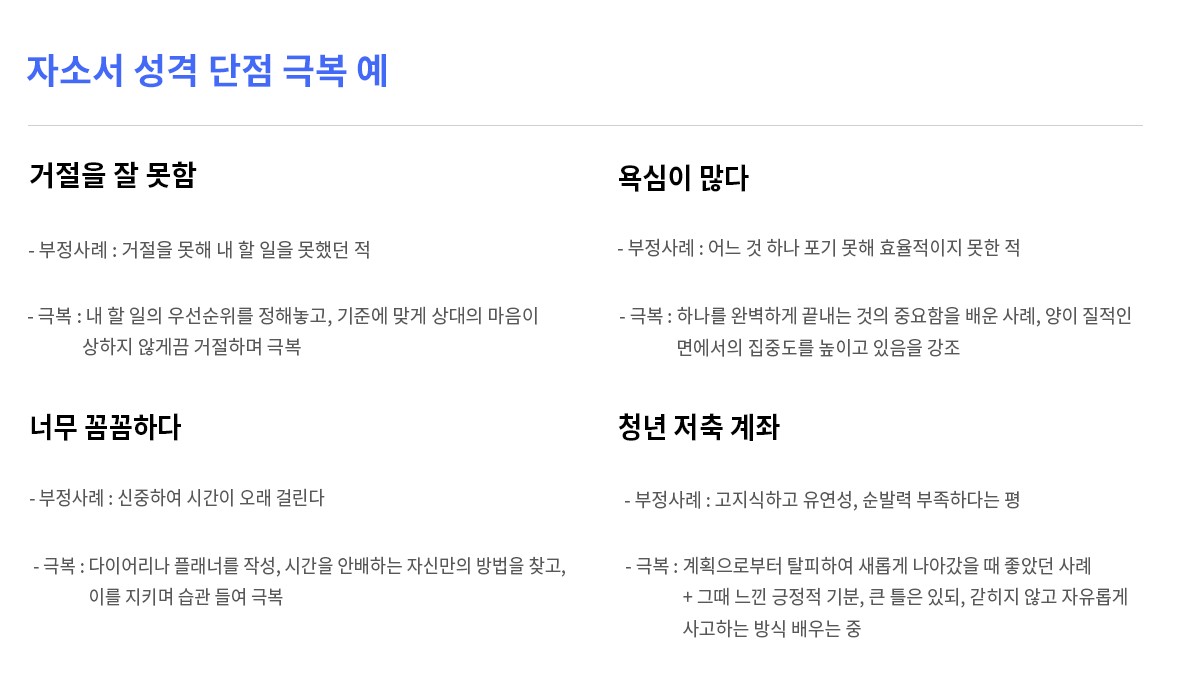 자소서 성격 단점 극복 예
거절을 잘 못함
- 부정사례 : 거절을 못해 내 할 일을 못했던 적
- 극복 : 내 할 일의 우선순위를 정해놓고, 기준에 맞게 상대의 마음이
상하지 않게끔 거절하며 극복
욕심이 많다
- 부정사례 : 어느 것 하나 포기 못해 효율적이지 못한 적
- 극복 : 하나를 완벽하게 끝내는 것의 중요함을 배운 사례, 양이 질적인
면에서의 집중도를 높이고 있음을 강조
너무 꼼꼼하다
- 부정사례 : 신중하여 시간이 오래 걸린다
- 극복 : 다이어리나 플래너를 작성, 시간을 안배하는 자신만의 방법을 찾고,
이를 지키며 습관 들여 극복
청년 저축 계좌
- 부정사례 : 고지식하고 유연성, 순발력 부족하다는 평
- 극복 : 계획으로부터 탈피하여 새롭게 나아갔을 때 좋았던 사례
+ 그때 느낀 긍정적 기분, 큰 틀은 있되, 갇히지 않고 자유롭게
사고하는 방식 배우는 중